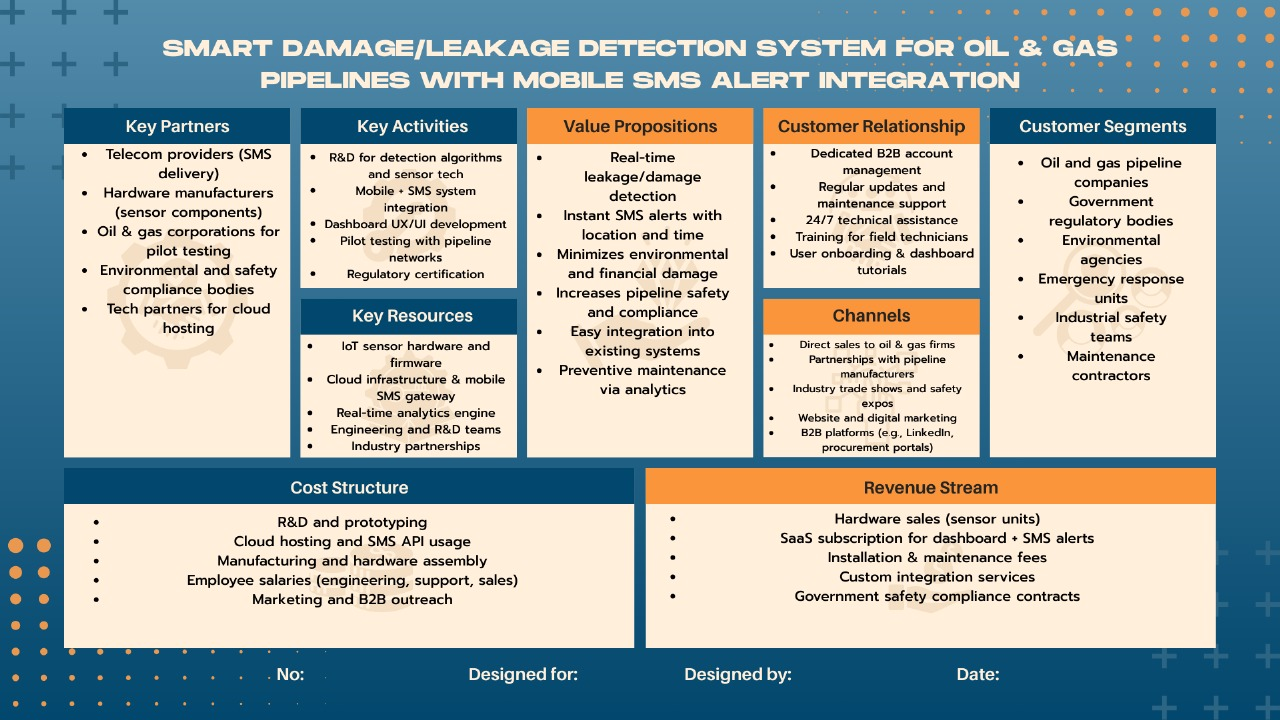 SMART DAMAGE/LEAKAGE DETECTION SYSTEM FOR OIL & GAS
PIPELINES WITH MOBILE SMS ALERT INTEGRATION
Key Partners
• Telecom providers (SMS
delivery)
• Hardware manufacturers
(sensor components)
• Oil & gas corporations for
pilot testing
• Environmental and safety
compliance bodies
• Tech partners for cloud
hosting
Key Activities
• R&D for detection algorithms
and sensor tech
• Mobile + SMS system
integration
• Dashboard UX/UI development
• Pilot testing with pipeline
networks
• Regulatory certification
Key Resources
• IoT sensor hardware and
firmware
• Cloud infrastructure & mobile
SMS gateway
• Real-time analytics engine
• Engineering and R&D teams
• Industry partnerships
Value Propositions
• Real-time
leakage/damage
detection
• Instant SMS alerts with
location and time
• Minimizes environmental
and financial damage
• Increases pipeline safety
and compliance
• Easy integration into
existing systems
• Preventive maintenance
via analytics
Customer Relationship
• Dedicated B2B account
management
• Regular updates and
maintenance support
• 24/7 technical assistance
• Training for field technicians
• User onboarding & dashboard
tutorials
Channels
• Direct sales to oil & gas firms
• Partnerships with pipeline
manufacturers
• Industry trade shows and safety
expos
• Website and digital marketing
• B2B platforms (e.g., LinkedIn,
procurement portals)
Customer Segments
• Oil and gas pipeline
companies
• Government
regulatory bodies
• Environmental
agencies
• Emergency response
units
• Industrial safety
teams
• Maintenance
contractors
Cost Structure
• R&D and prototyping
• Cloud hosting and SMS API usage
• Manufacturing and hardware assembly
• Employee salaries (engineering, support, sales)
• Marketing and B2B outreach
Revenue Stream
• Hardware sales (sensor units)
• SaaS subscription for dashboard + SMS alerts
• Installation & maintenance fees
• Custom integration services
• Government safety compliance contracts
No: Designed for: Designed by: Date: